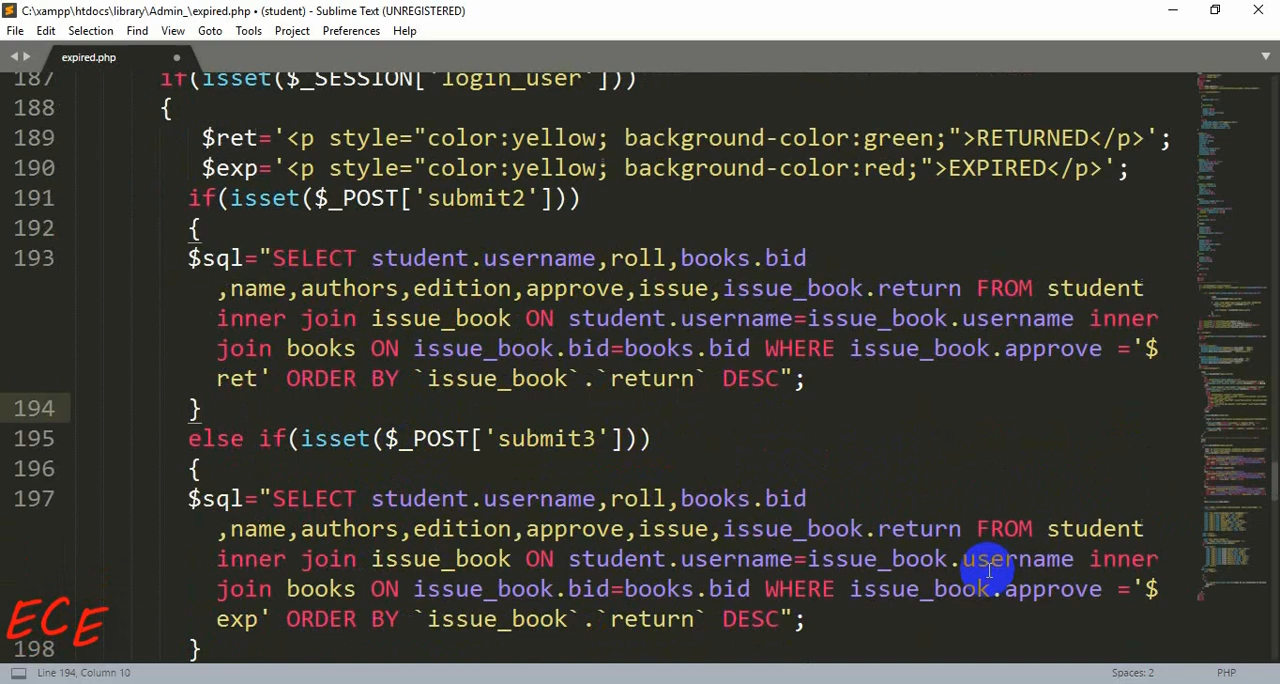 C:\xampp\htdocs\library\Admin_\expired.php • (student) - Sublime Text (UNREGISTERED)
File Edit Selection Find View Goto Tools Project Preferences Help
expired.php
187 if(isset($_SESSION['login_user']))
188 {
189 $ret='<p style="color:yellow; background-color:green;">RETURNED</p>';
190 $exp='<p style="color:yellow; background-color:red;">EXPIRED</p>';
191 if(isset($_POST['submit2']))
192 {
193 $sql="SELECT student.username,roll,books.bid
,name,authors,edition,approve,issue,issue_book.return FROM student
inner join issue_book ON student.username=issue_book.username inner
join books ON issue_book.bid=books.bid WHERE issue_book.approve ='$
ret' ORDER BY `issue_book`.`return` DESC";
194 }
195 else if(isset($_POST['submit3']))
196 {
197 $sql="SELECT student.username,roll,books.bid
,name,authors,edition,approve,issue,issue_book.return FROM student
inner join issue_book ON student.username=issue_book.username inner
join books ON issue_book.bid=books.bid WHERE issue_book.approve ='$
exp' ORDER BY `issue_book`.`return` DESC";
ECE
198 }
Line 194, Column 10 Spaces: 2 PHP